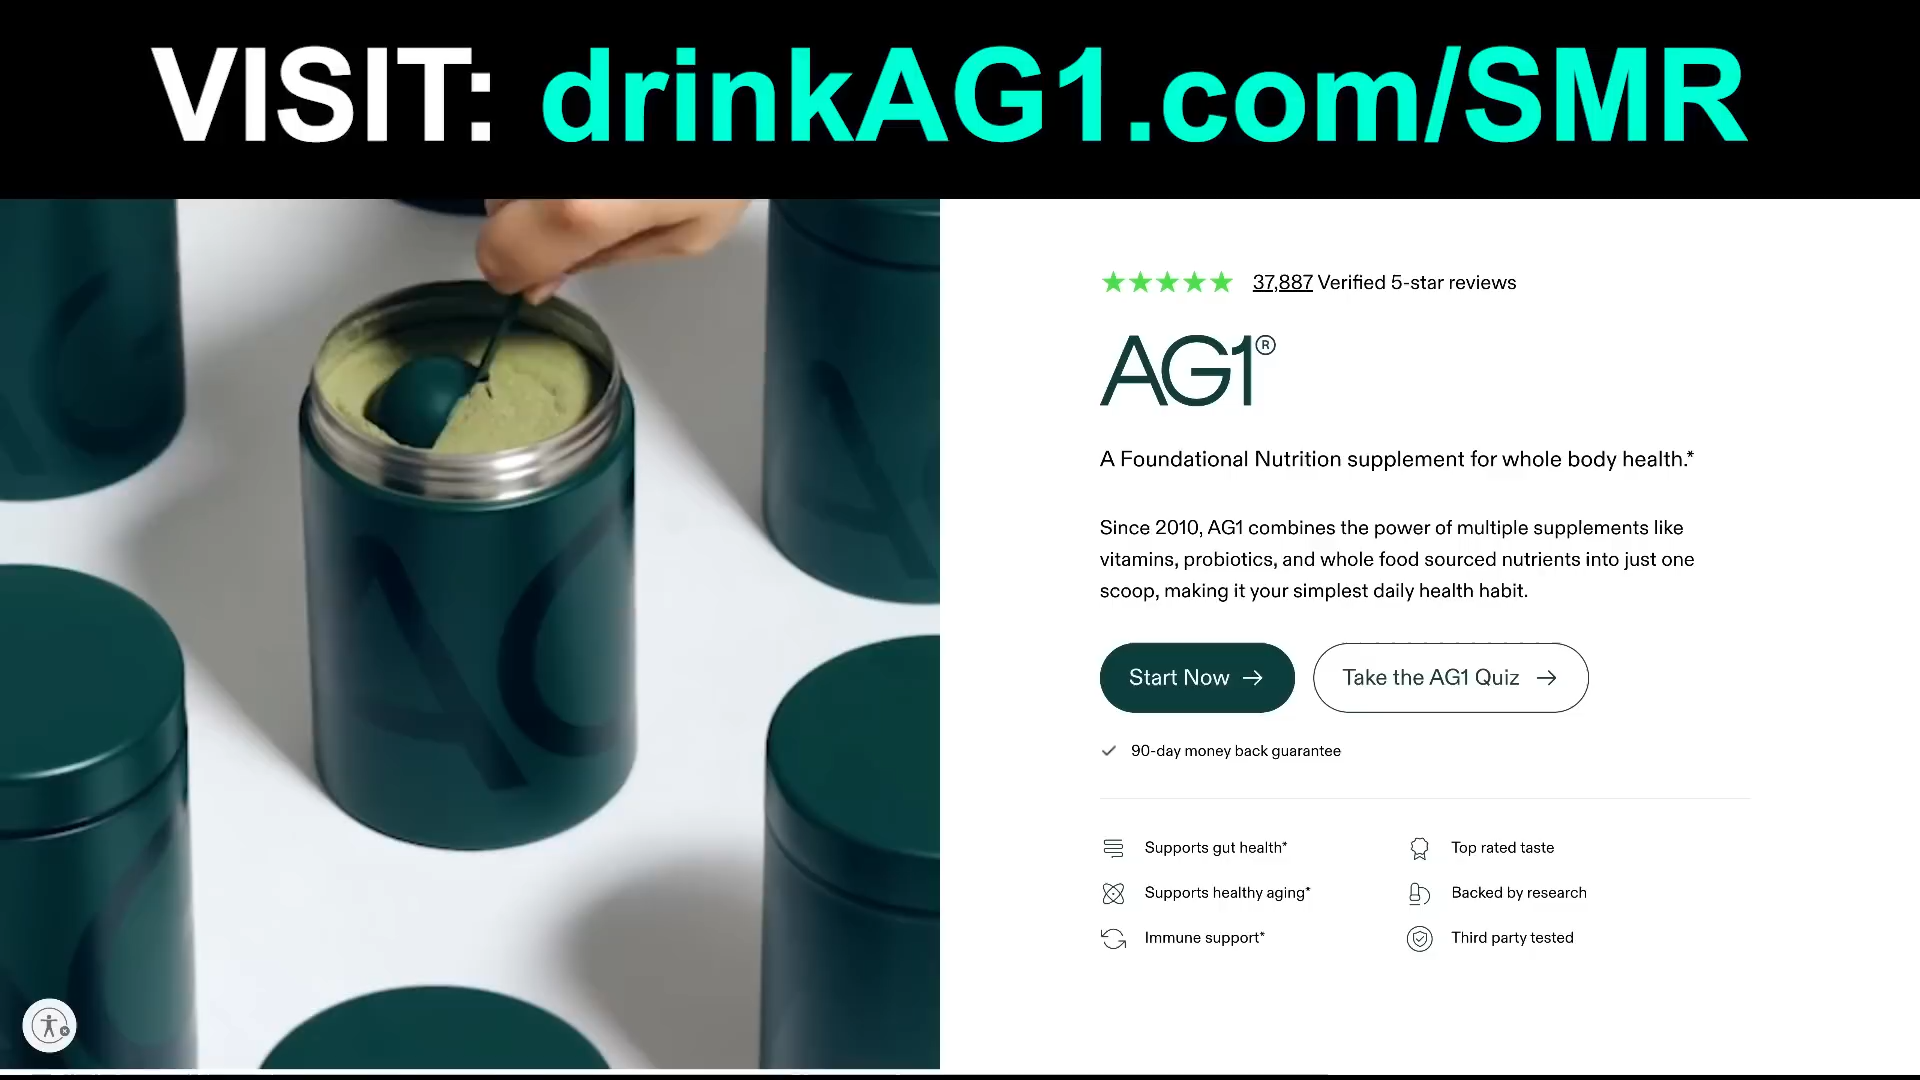 VISIT: drinkAG1.com/SMR
37,887 Verified 5-star reviews
AG1®
A Foundational Nutrition supplement for whole body health.*
Since 2010, AG1 combines the power of multiple supplements like
vitamins, probiotics, and whole food sourced nutrients into just one
scoop, making it your simplest daily health habit.
Start Now →
Take the AG1 Quiz →
90-day money back guarantee
Supports gut health*
Top rated taste
Supports healthy aging*
Backed by research
Immune support*
Third party tested
AG